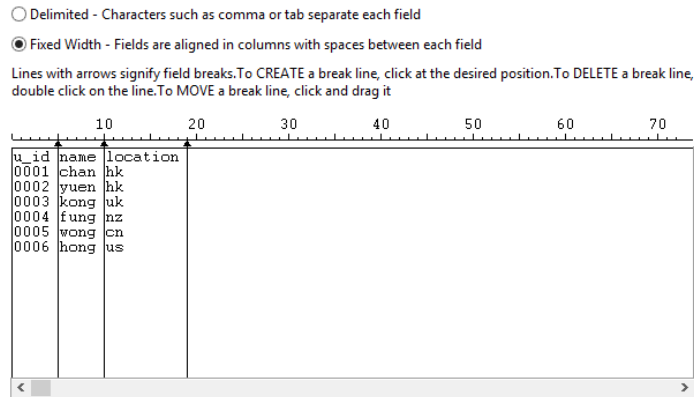 Delimited - Characters such as comma or tab separate each field
Fixed Width - Fields are aligned in columns with spaces between each field
Lines with arrows signify field breaks.To CREATE a break line, click at the desired position.To DELETE a break line,
double click on the line.To MOVE a break line, click and drag it
10 20 30 40 50 60 70
u_id name location
0001 chan hk
0002 yuen hk
0003 kong uk
0004 fung nz
0005 wong cn
0006 hong us